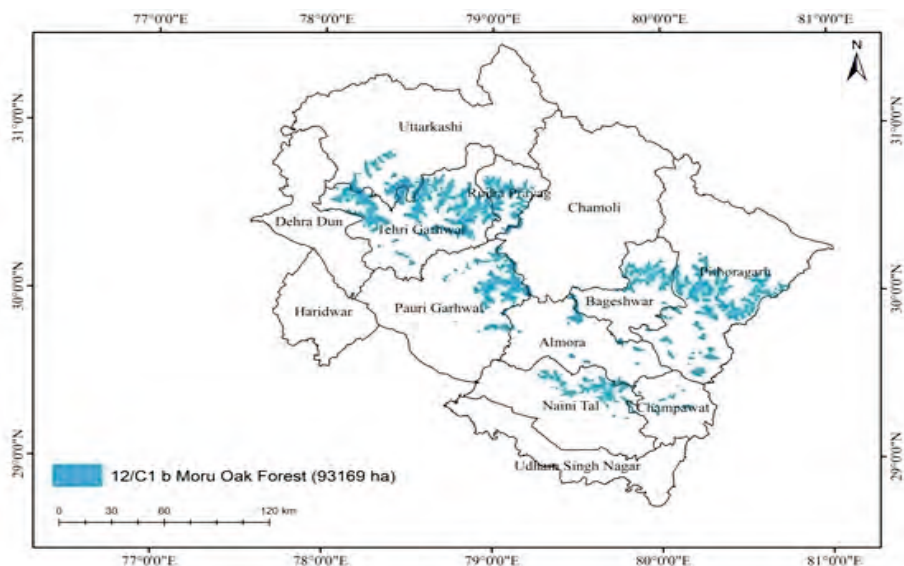 77°0'0"E 78°0'0"E 79°0'0"E 80°0'0"E 81°0'0"E
N
31°0'0"N
31°0'0"N
Uttarkashi
Rudra Prayag
Chamoli
Dehra Dun
Tehri Garhwal
Pithoragarh
30°0'0"N
30°0'0"N
Haridwar
Pauri Garhwal
Bageshwar
Almora
Naini Tal
Champawat
29°0'0"N
29°0'0"N
Udham Singh Nagar
12/C1 b Moru Oak Forest (93169 ha)
0 30 60 120 km
77°0'0"E 78°0'0"E 79°0'0"E 80°0'0"E 81°0'0"E